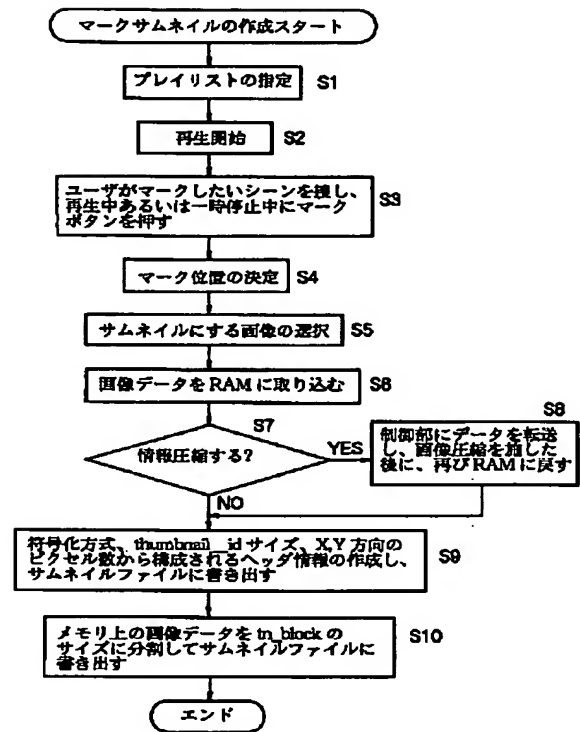 マークサムネイルの作成スタート
プレイリストの指定 S1
再生開始 S2
ユーザがマークしたいシーンを捜し、
再生中あるいは一時停止中にマーク
ボタンを押す
S3
マーク位置の決定 S4
サムネイルにする画像の選択 S5
画像データをRAMに取り込む S6
S7
情報圧縮する?
YES
NO
S8
制御部にデータを転送
し、画像圧縮を施した
後に、再びRAMに戻す
符号化方式、thumbnail_idサイズ、X,Y方向の
ピクセル数から構成されるヘッダ情報の作成し、
サムネイルファイルに書き出す
S9
メモリ上の画像データをtn_blockの
サイズに分割してサムネイルファイルに
書き出す
S10
エンド